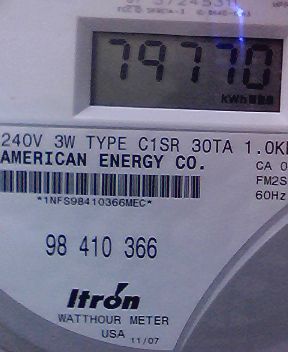 79770
kWh
240V 3W TYPE C1SR 30TA 1.0K
AMERICAN ENERGY CO.
CA 0
FM2S
*1NFS98410366MEC*
60Hz
98 410 366
Itron
WATTHOUR METER
USA 11/07